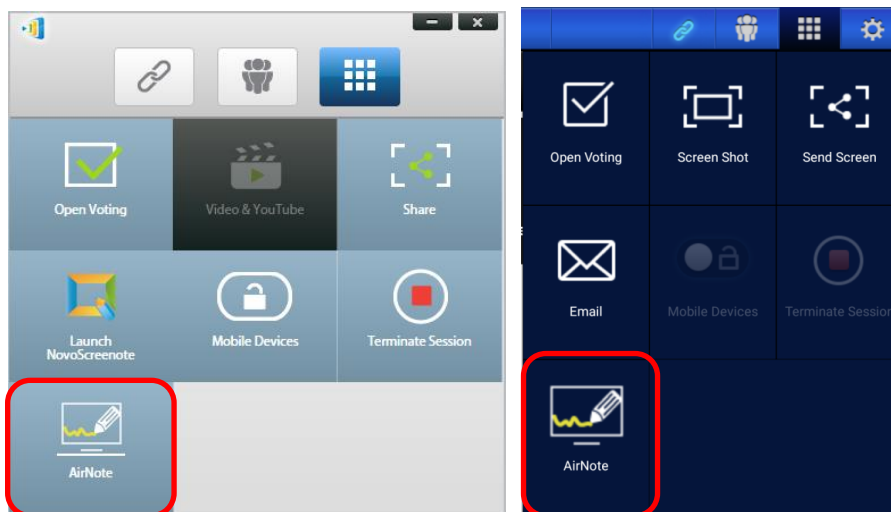 Open Voting
Video & YouTube
Share
Launch
NovoScreenote
Mobile Devices
Terminate Session
AirNote
Open Voting
Screen Shot
Send Screen
Email
Mobile Devices
Terminate Session
AirNote